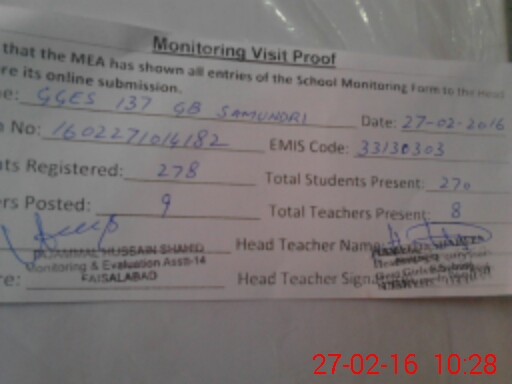 Monitoring Visit Proof
that the MEA has shown all entries of the School Monitoring Form to the Head
re its online submission.
e: GGES 137 GB SAMUNDRI Date: 27-02-2016
n No: 1602271014182 EMIS Code: 33130303
ts Registered: 278 Total Students Present: 270
ers Posted: 9 Total Teachers Present: 8
HUSSAIN SHAHID Head Teacher Name:
Monitoring & Evaluation Asstt-14
FAISALABAD
re: Head Teacher Sign.
27-02-16 10:28